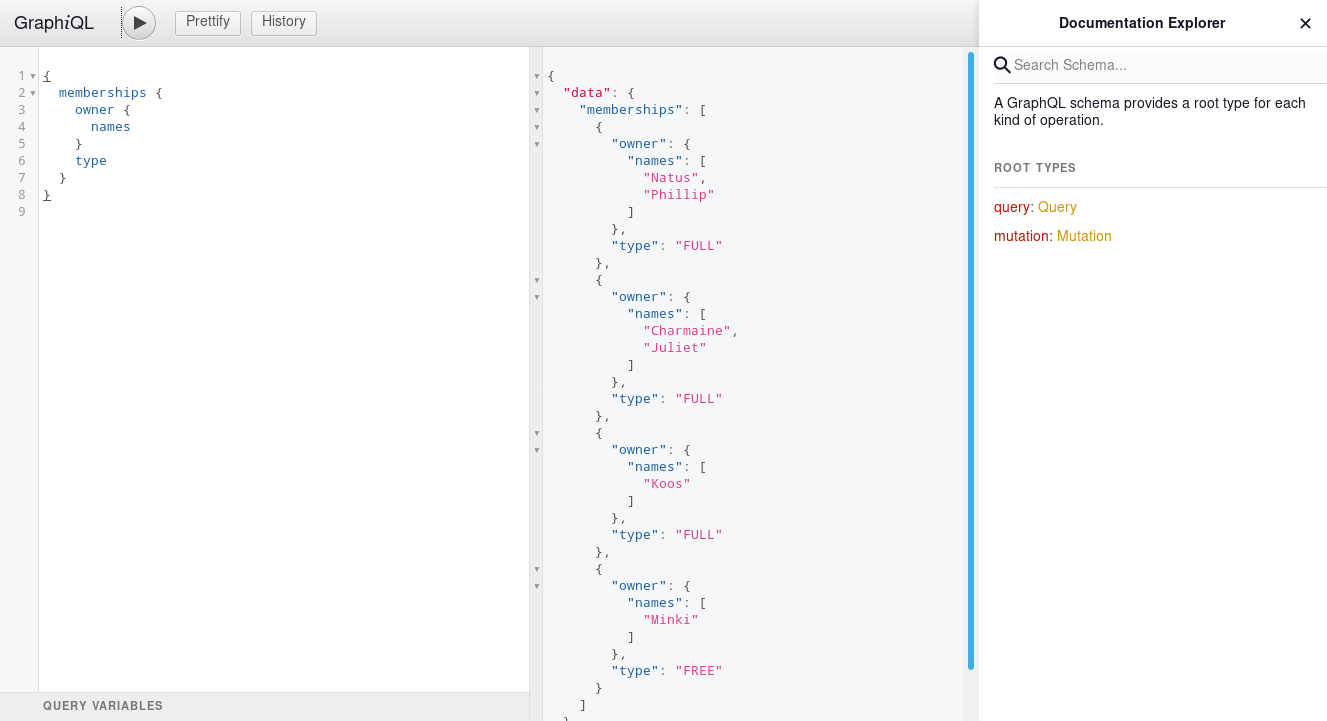 GraphiQL
Prettify
History
1 {
2   memberships {
3     owner {
4       names
5     }
6     type
7   }
8 }
9
QUERY VARIABLES
{
  "data": {
    "memberships": [
      {
        "owner": {
          "names": [
            "Natus",
            "Phillip"
          ]
        },
        "type": "FULL"
      },
      {
        "owner": {
          "names": [
            "Charmaine",
            "Juliet"
          ]
        },
        "type": "FULL"
      },
      {
        "owner": {
          "names": [
            "Koos"
          ]
        },
        "type": "FULL"
      },
      {
        "owner": {
          "names": [
            "Minki"
          ]
        },
        "type": "FREE"
      }
    ]
  }
Documentation Explorer
Search Schema...
A GraphQL schema provides a root type for each
kind of operation.
ROOT TYPES
query: Query
mutation: Mutation